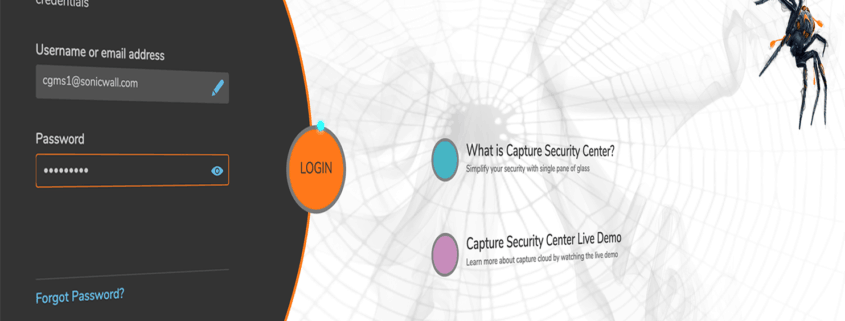 credentials
Username or email address
cgms1@sonicwall.com
Password
•••••••••
Forgot Password?
LOGIN
What is Capture Security Center?
Simplify your security with single pane of glass
Capture Security Center Live Demo
Learn more about capture cloud by watching the live demo